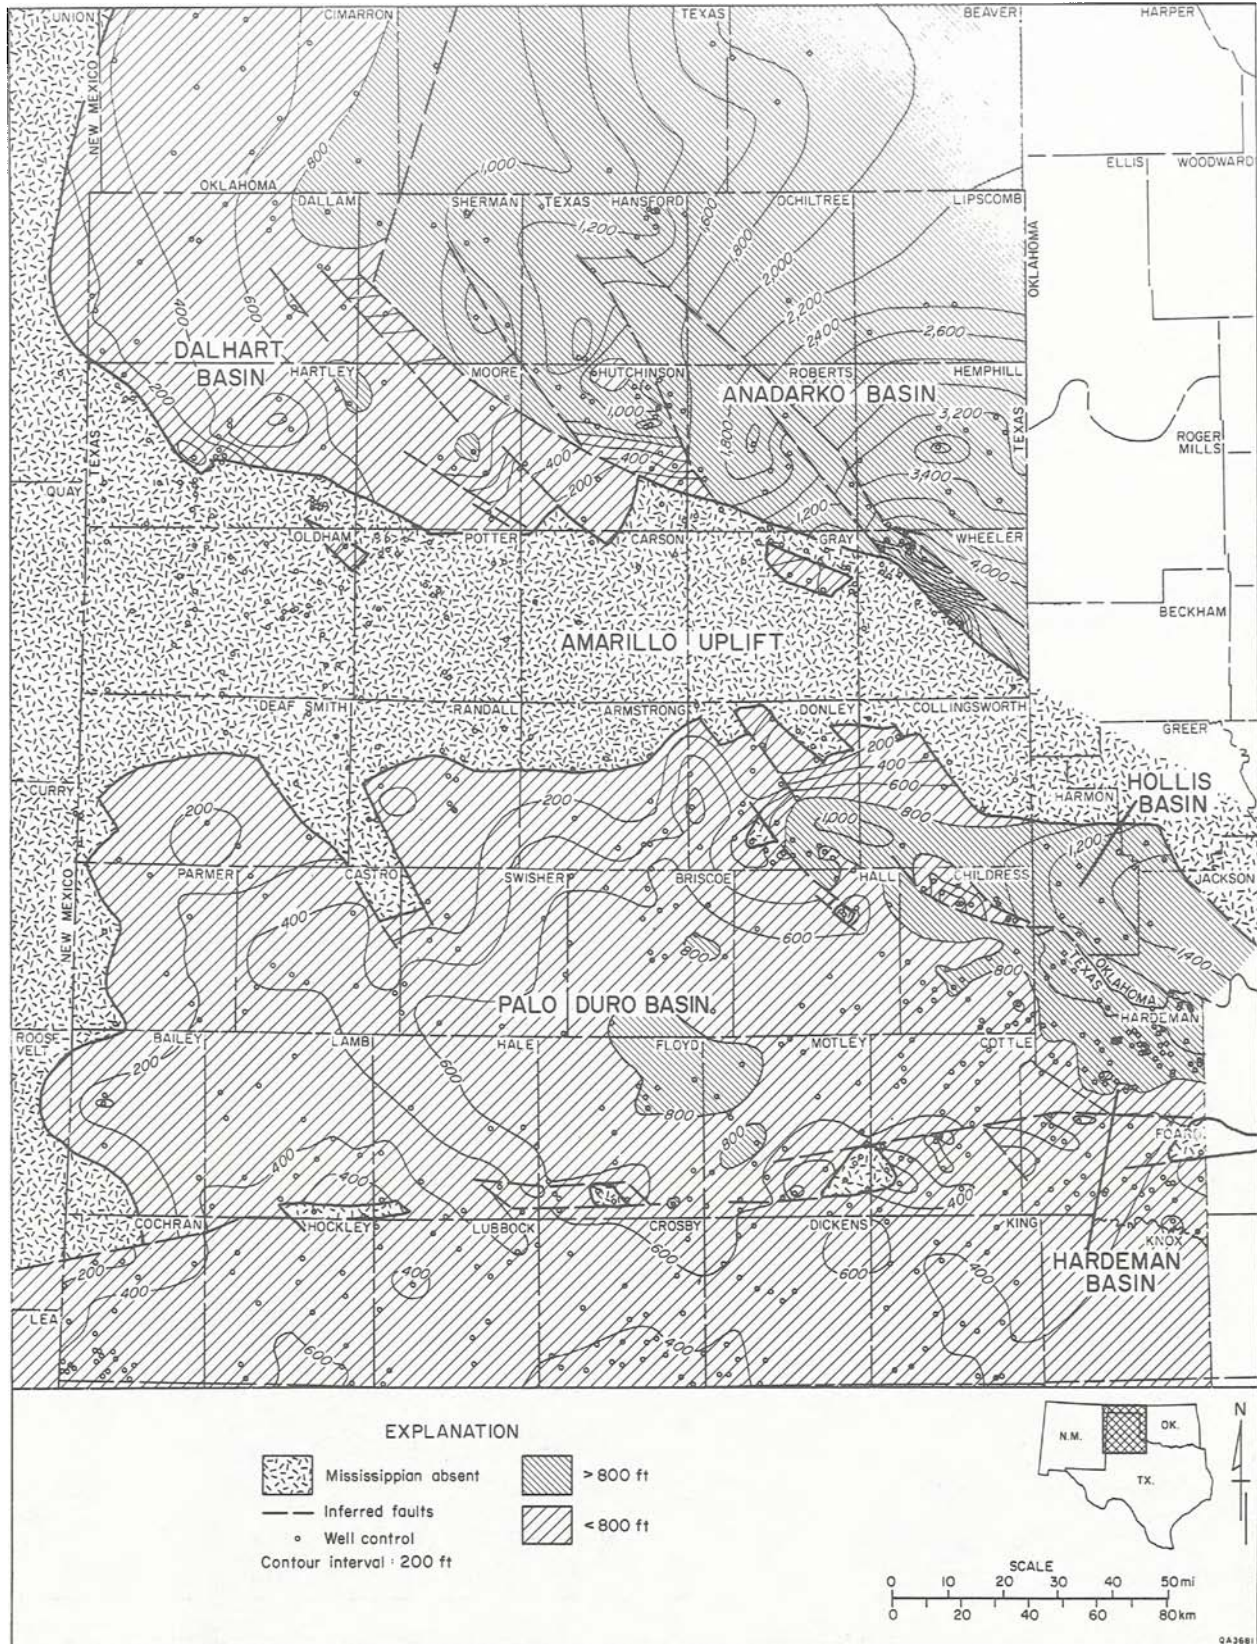 UNION
CIMARRON
TEXAS
BEAVER
HARPER
NEW MEXICO
800
1,000
ELLIS
WOODWARD
OKLAHOMA
DALLAM
SHERMAN
TEXAS
HANSFORD
OCHILTREE
LIPSCOMB
1,200
1,600
1,800
2,000
2,200
2400
2,600
OKLAHOMA
400
600
DALHART
BASIN
HARTLEY
MOORE
HUTCHINSON
ROBERTS
HEMPHILL
ANADARKO BASIN
200
1,000
3,200
1,800
TEXAS
TEXAS
ROGER
MILLS
400
400
3,400
200
QUAY
1,200
OLDHAM
POTTER
CARSON
GRAY
WHEELER
4,000
BECKHAM
AMARILLO UPLIFT
DEAF SMITH
RANDALL
ARMSTRONG
DONLEY
COLLINGSWORTH
GREER
200
400
600
CURRY
HARMON
HOLLIS
BASIN
200
200
800
1,000
1,200
PARMER
CASTRO
SWISHER
BRISCOE
HALL
CHILDRESS
JACKSON
400
NEW MEXICO
600
800
800
1,400
OKLAHOMA
TEXAS
PALO DURO BASIN
HARDEMAN
ROOSE-
VELT
BAILEY
LAMB
HALE
FLOYD
MOTLEY
COTTLE
200
600
800
800
FOARD
400
400
400
COCHRAN
HOCKLEY
LUBBOCK
CROSBY
DICKENS
KING
KNOX
200
400
400
600
600
400
HARDEMAN
BASIN
LEA
600
400
EXPLANATION
Mississippian absent
> 800 ft
Inferred faults
< 800 ft
Well control
Contour interval : 200 ft
N.M.
OK.
TX.
N
SCALE
0 10 20 30 40 50 mi
0 20 40 60 80 km
QA3681